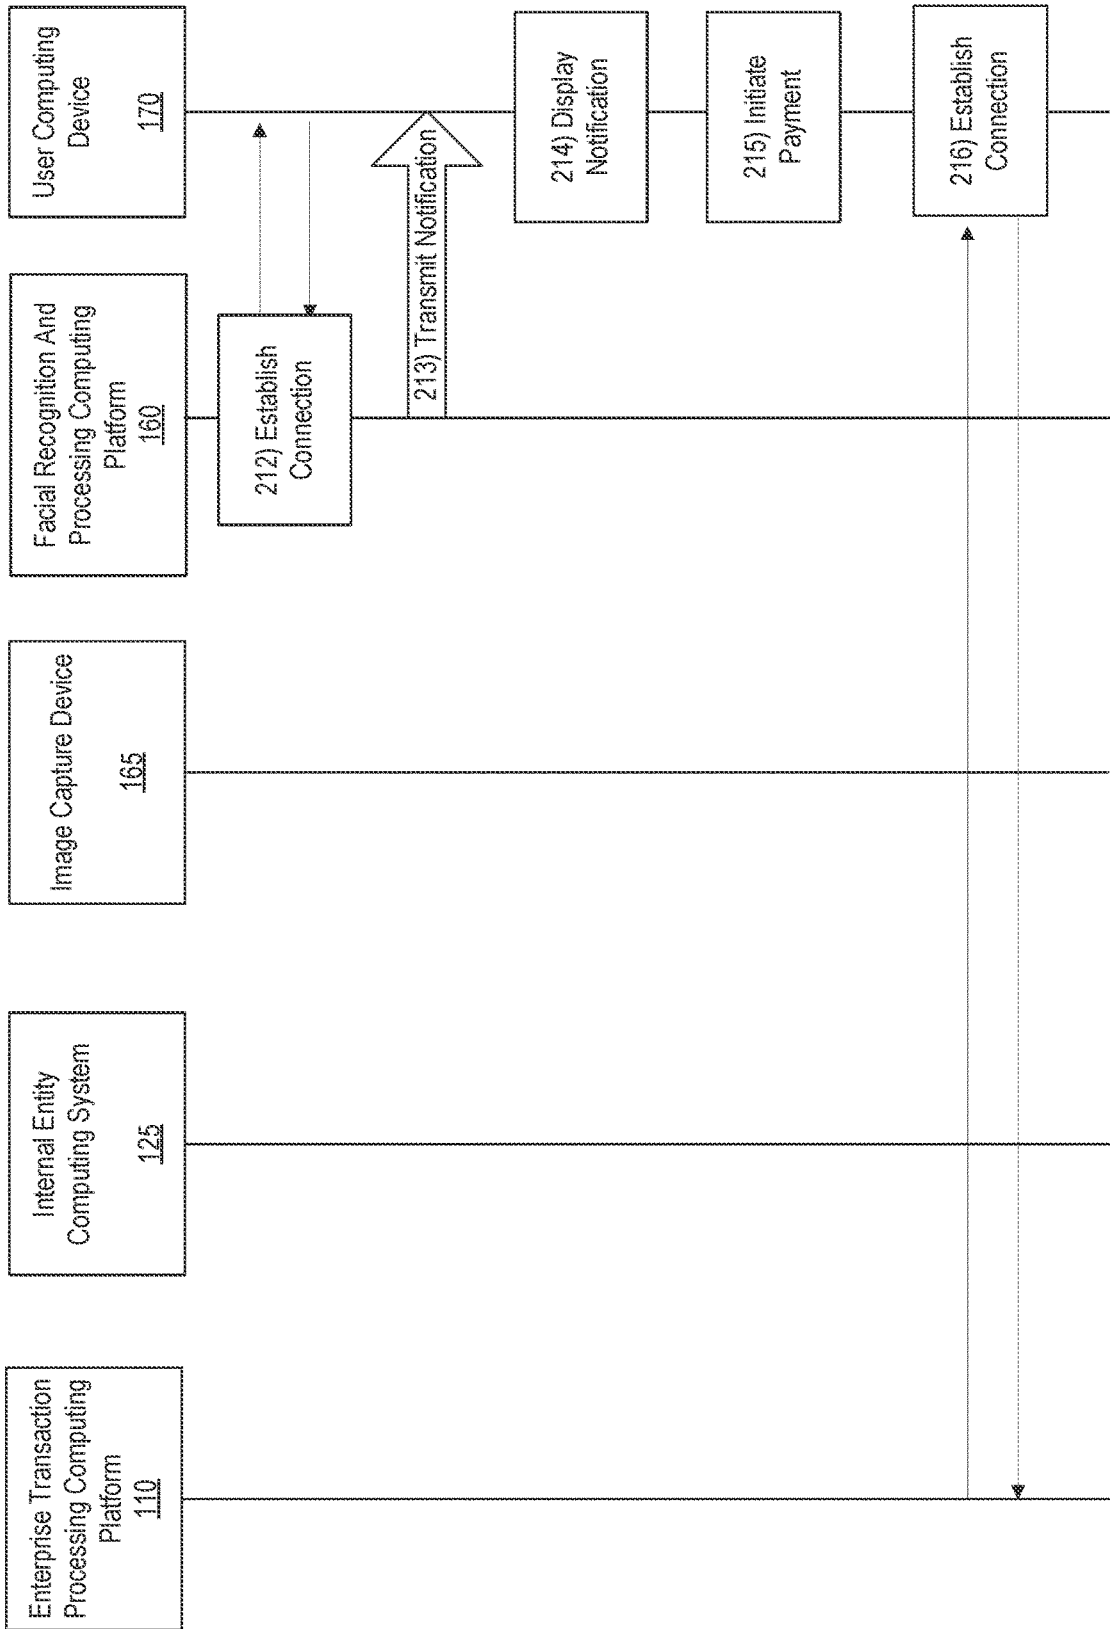 Enterprise Transaction
Processing Computing
Platform
110
Internal Entity
Computing System
125
Image Capture Device
165
Facial Recognition And
Processing Computing
Platform
160
User Computing
Device
170
212) Establish
Connection
213) Transmit Notification
214) Display
Notification
215) Initiate
Payment
216) Establish
Connection